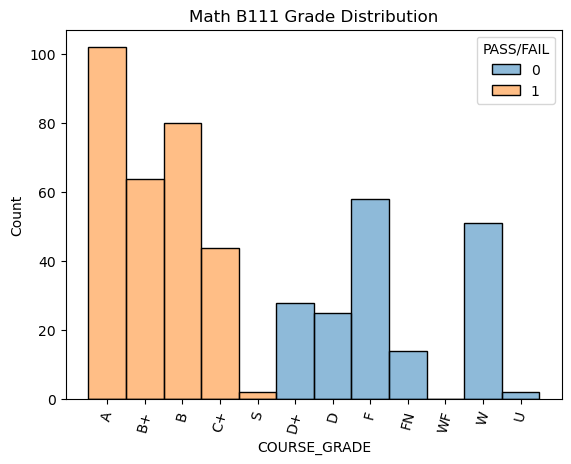 Math B111 Grade Distribution
PASS/FAIL
0
1
100
80
60
40
20
0
Count
A
B+
B
C+
S
D+
D
F
FN
WF
W
U
COURSE_GRADE